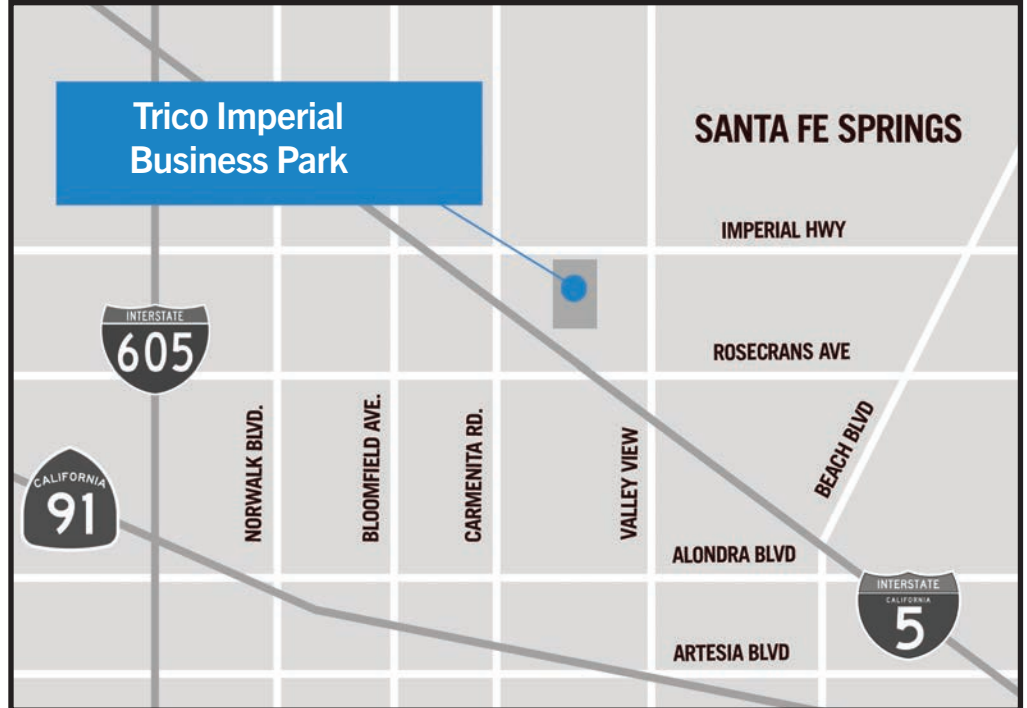 Trico Imperial
Business Park
SANTA FE SPRINGS
IMPERIAL HWY
INTERSTATE
605
ROSECRANS AVE
NORWALK BLVD.
BLOOMFIELD AVE.
CARMENITA RD.
VALLEY VIEW
BEACH BLVD
CALIFORNIA
91
ALONDRA BLVD
INTERSTATE
CALIFORNIA
5
ARTESIA BLVD